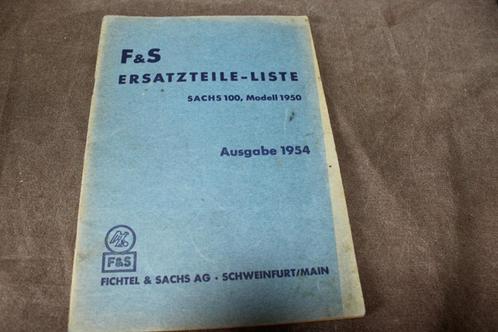 F&S
ERSATZTEILE-LISTE
SACHS 100, Modell 1950
Ausgabe 1954
F&S
FICHTEL & SACHS AG · SCHWEINFURT/MAIN